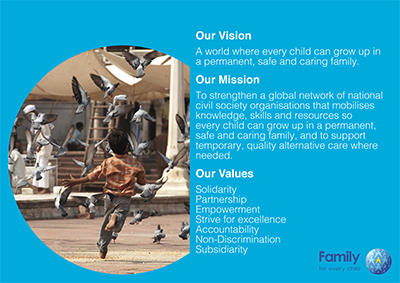 Our Vision
A world where every child can grow up in
a permanent, safe and caring family.
Our Mission
To strengthen a global network of national
civil society organisations that mobilises
knowledge, skills and resources so
every child can grow up in a permanent,
safe and caring family, and to support
temporary, quality alternative care where
needed.
Our Values
Solidarity
Partnership
Empowerment
Strive for excellence
Accountability
Non-Discrimination
Subsidiarity
Family
for every child